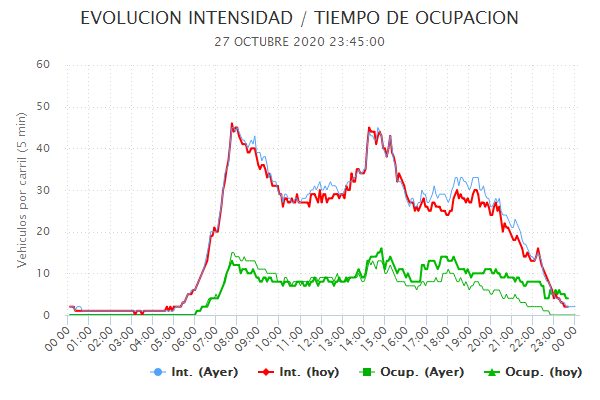 EVOLUCION INTENSIDAD / TIEMPO DE OCUPACION
27 OCTUBRE 2020 23:45:00
Vehiculos por carril (5 min)
60
50
40
30
20
10
0
00:00 01:00 02:00 03:00 04:00 05:00 06:00 07:00 08:00 09:00 10:00 11:00 12:00 13:00 14:00 15:00 16:00 17:00 18:00 19:00 20:00 21:00 22:00 23:00 00:00
Int. (Ayer) Int. (hoy) Ocup. (Ayer) Ocup. (hoy)